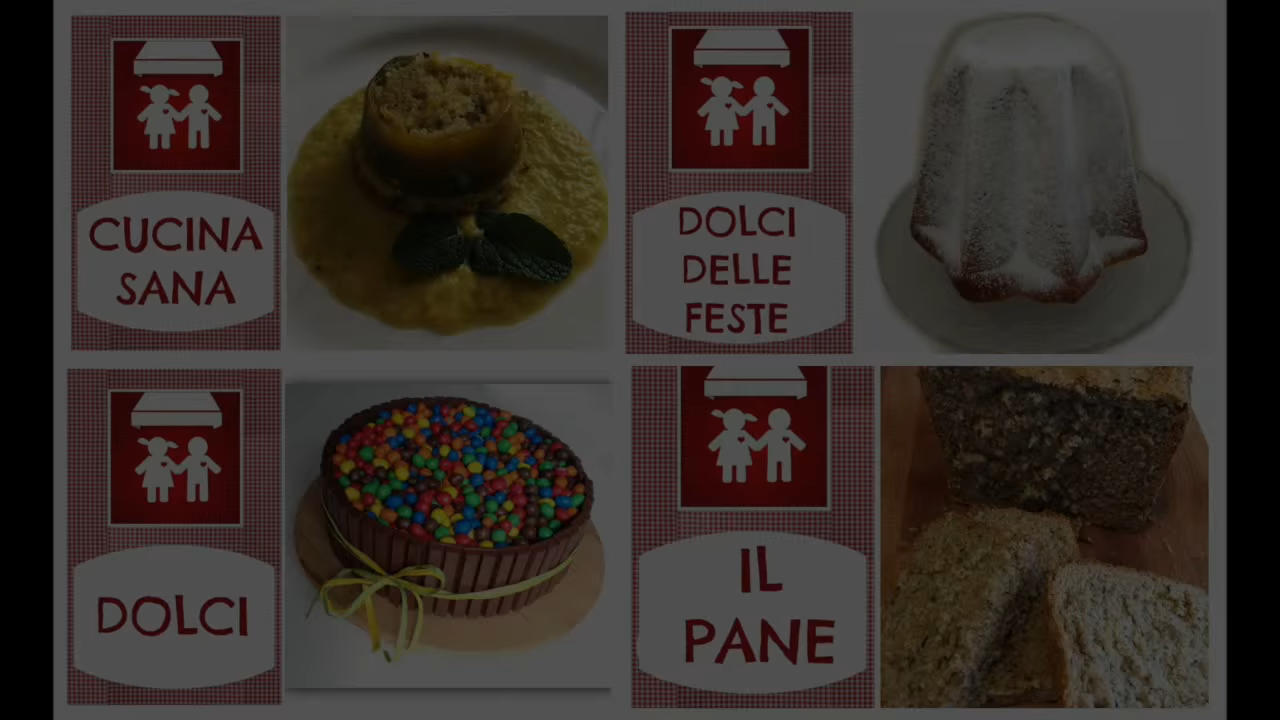 CUCINA
SANA
DOLCI
DELLE
FESTE
DOLCI
IL
PANE